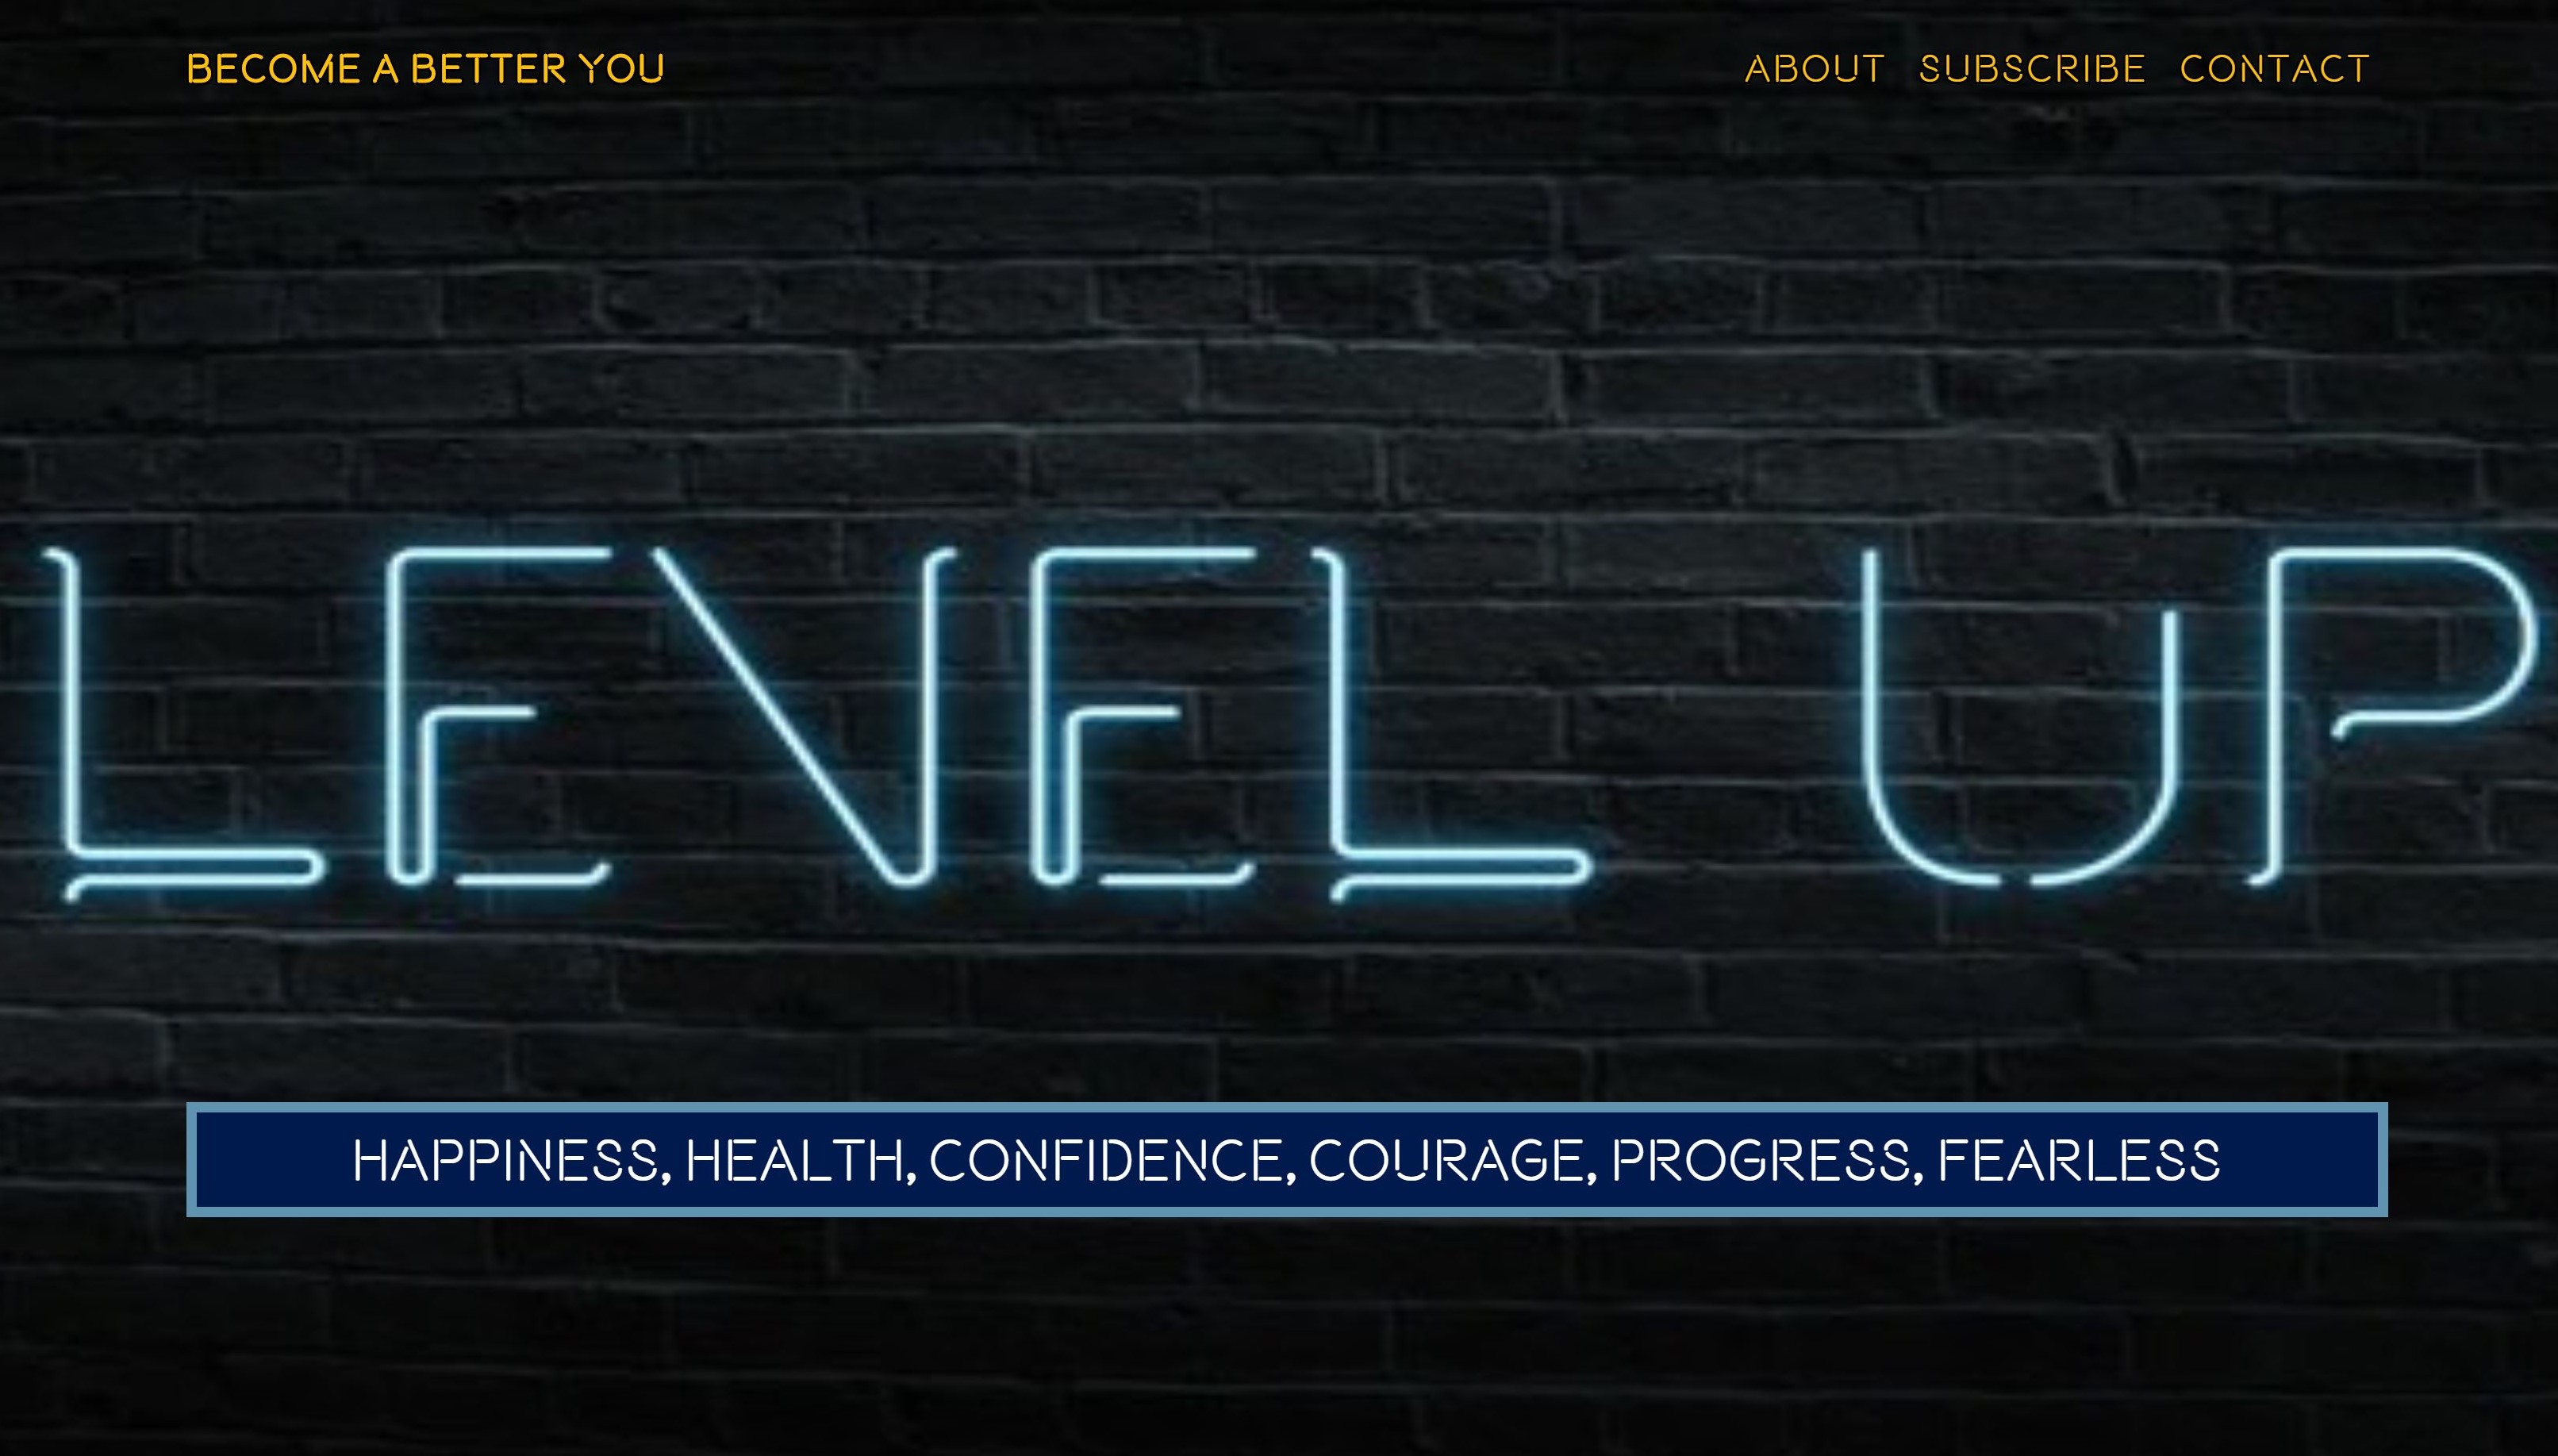 BECOME A BETTER YOU
ABOUT SUBSCRIBE CONTACT
LEVEL UP
HAPPINESS, HEALTH, CONFIDENCE, COURAGE, PROGRESS, FEARLESS